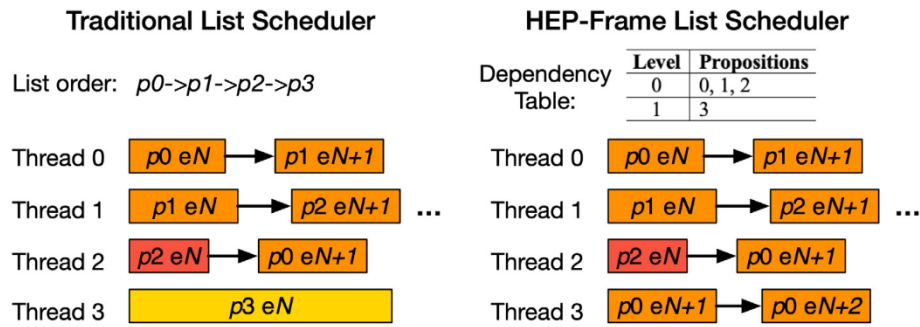 Traditional List Scheduler
List order: p0->p1->p2->p3
Thread 0 p0 eN p1 eN+1
Thread 1 p1 eN p2 eN+1 ...
Thread 2 p2 eN p0 eN+1
Thread 3 p3 eN
HEP-Frame List Scheduler
Dependency
Table:
Level Propositions
0 0, 1, 2
1 3
Thread 0 p0 eN p1 eN+1
Thread 1 p1 eN p2 eN+1 ...
Thread 2 p2 eN p0 eN+1
Thread 3 p0 eN+1 p0 eN+2